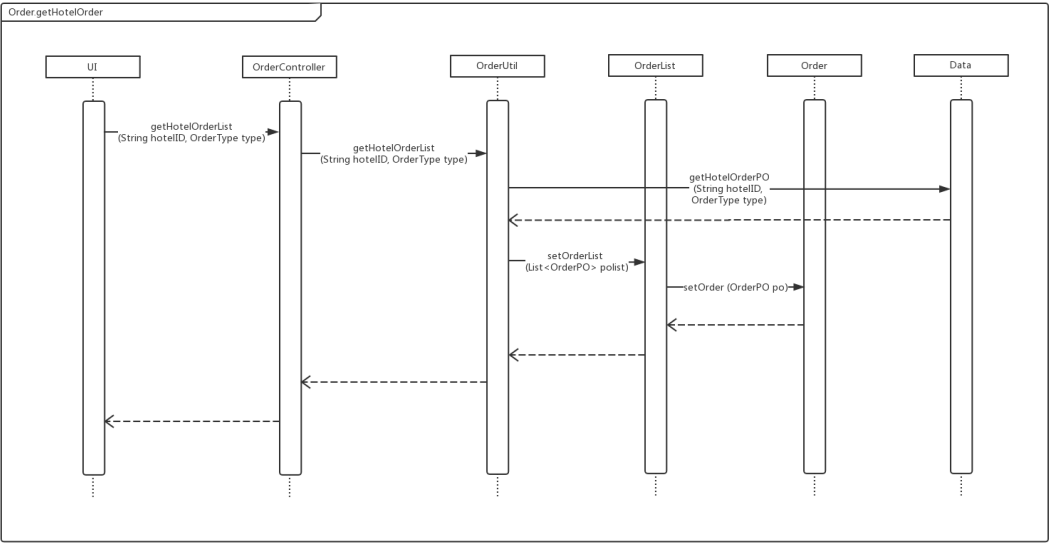 Order.getHotelOrder
UI
OrderController
OrderUtil
OrderList
Order
Data
getHotelOrderList
(String hotelID, OrderType type)
getHotelOrderList
(String hotelID, OrderType type)
getHotelOrderPO
(String hotelID,
OrderType type)
setOrderList
(List<OrderPO> polist)
setOrder (OrderPO po)